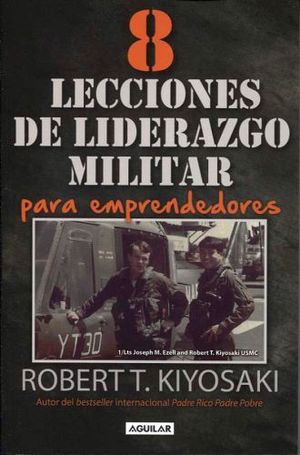 8
LECCIONES
DE LIDERAZGO
MILITAR
para emprendedores
YT30
1/Lts Joseph M. Ezell and Robert T. Kiyosaki USMC
ROBERT T. KIYOSAKI
Autor del bestseller internacional Padre Rico Padre Pobre
AGUILAR